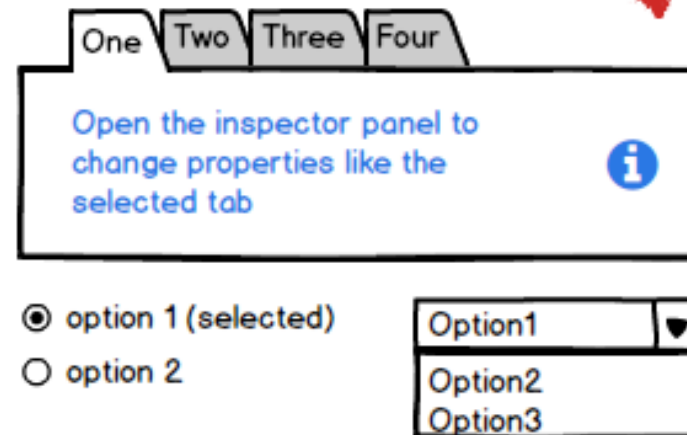 One Two Three Four
Open the inspector panel to
change properties like the
selected tab
option 1 (selected)
option 2
Option1
Option2
Option3